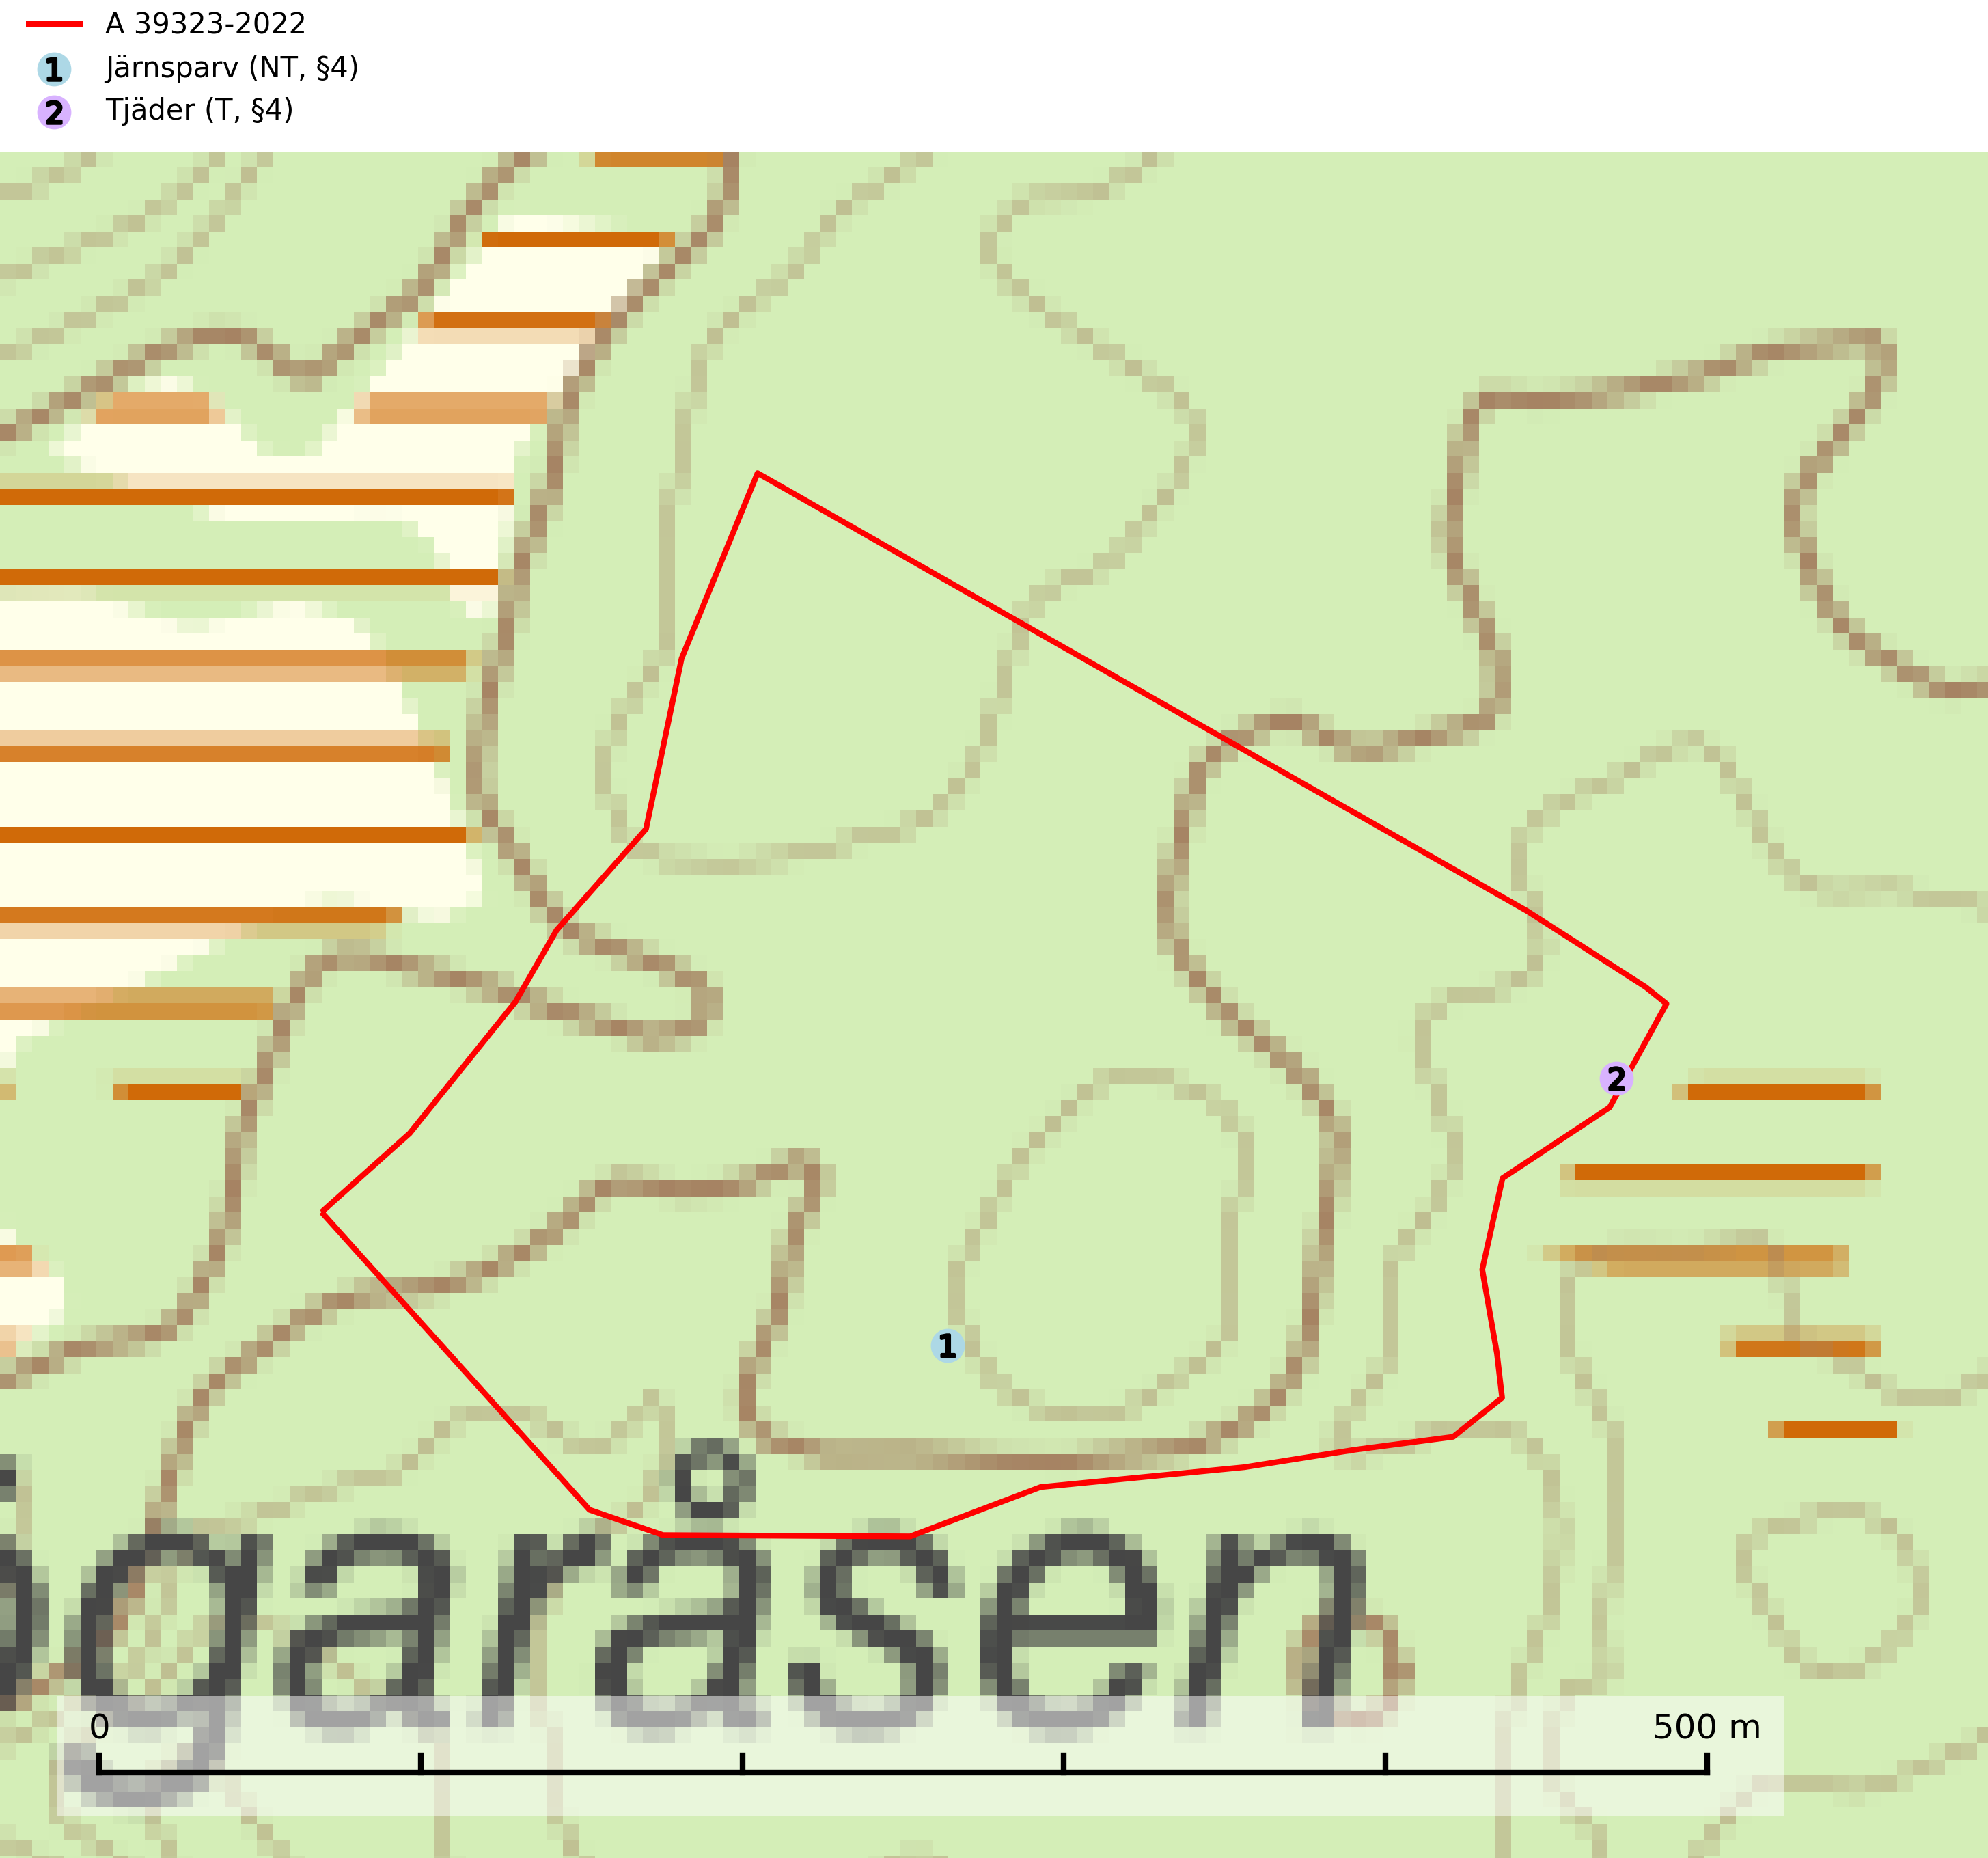 A 39323-2022
1 Järnsparv (NT, §4)
2 Tjäder (T, §4)
2
1
garåsen
0 500 m